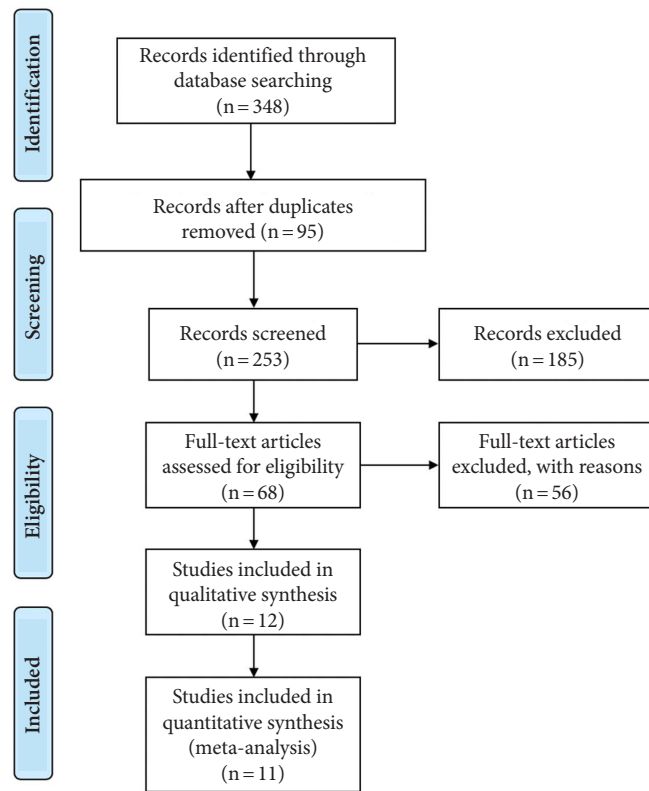 Identification
Records identified through
database searching
(n = 348)
Records after duplicates
removed (n = 95)
Screening
Records screened
(n = 253)
Records excluded
(n = 185)
Eligibility
Full-text articles
assessed for eligibility
(n = 68)
Full-text articles
excluded, with reasons
(n = 56)
Studies included in
qualitative synthesis
(n = 12)
Included
Studies included in
quantitative synthesis
(meta-analysis)
(n = 11)